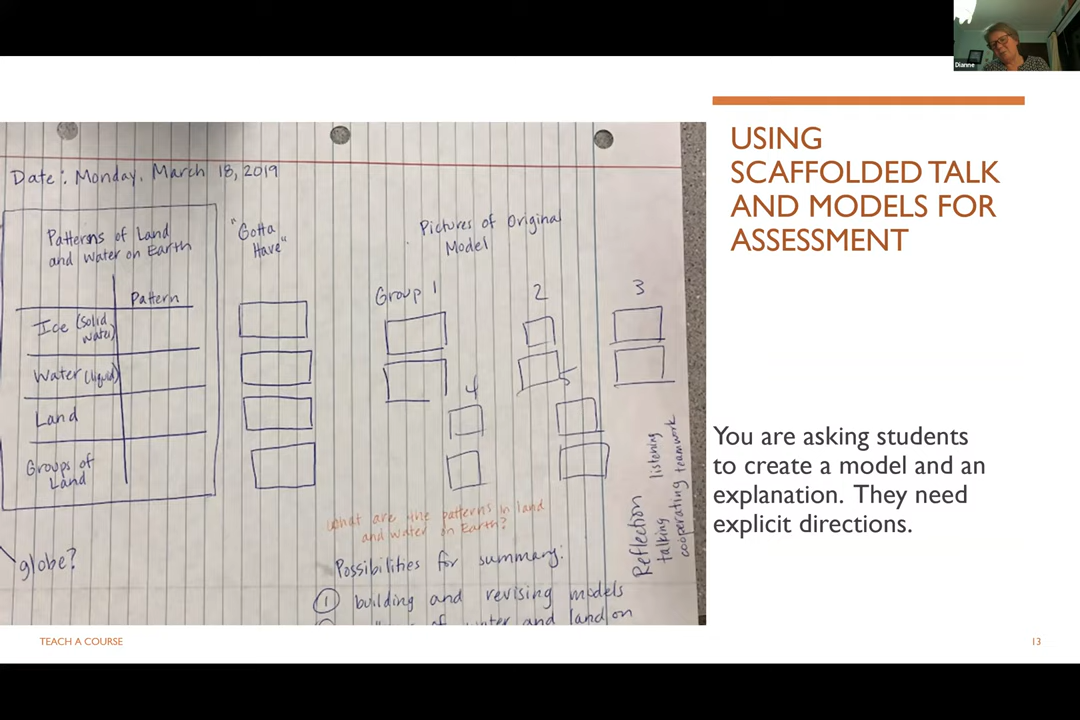 Dianne
USING
SCAFFOLDED TALK
AND MODELS FOR
ASSESSMENT
You are asking students
to create a model and an
explanation. They need
explicit directions.
Date: Monday, March 18, 2019
Patterns of Land
and Water on Earth
Pattern
Ice (Solid
water)
Water (liquid)
Land
Groups of
Land
"Gotta
Have"
Pictures of Original
Model
Group 1
2
3
4
5
What are the patterns in land
and water on Earth?
globe?
Possibilities for summary:
① building and revising models
water and land on
Reflection
talking listening
cooperating teamwork
TEACH A COURSE
13